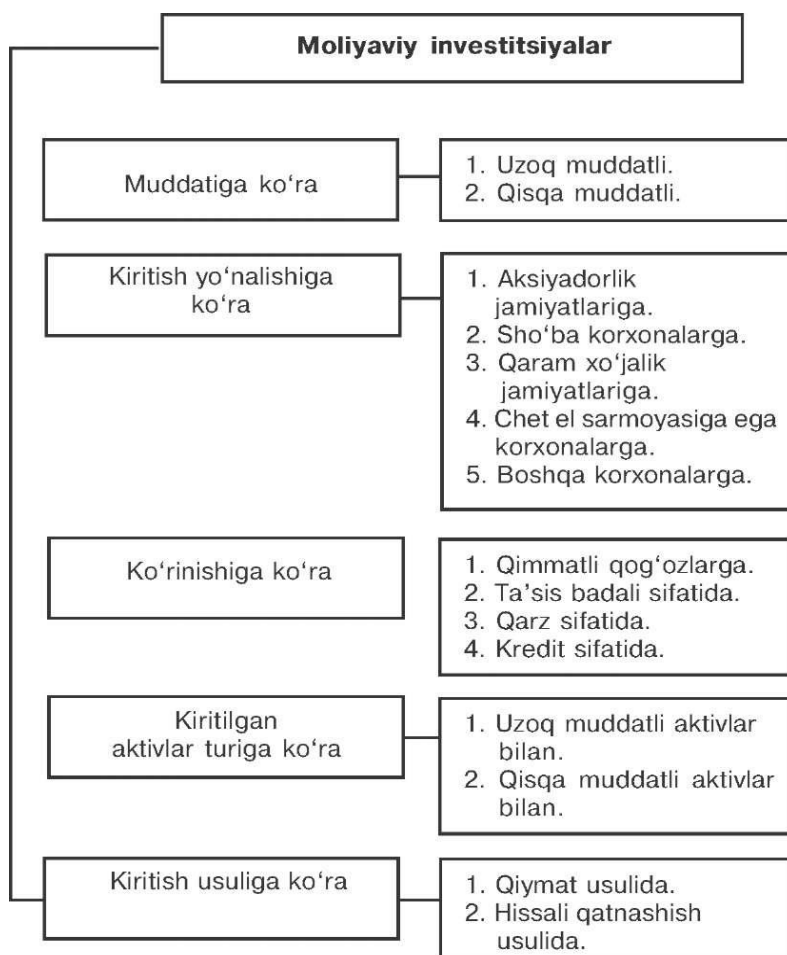 Moliyaviy investitsiyalar
Muddatiga ko‘ra
1. Uzoq muddatli.
2. Qisqa muddatli.
Kiritish yo‘nalishiga
ko‘ra
1. Aksiyadorlik
jamiyatlariga.
2. Sho‘ba korxonalarga.
3. Qaram xo‘jalik
jamiyatlariga.
4. Chet el sarmoyasiga ega
korxonalarga.
5. Boshqa korxonalarga.
Ko‘rinishiga ko‘ra
1. Qimmatli qog‘ozlarga.
2. Ta’sis badali sifatida.
3. Qarz sifatida.
4. Kredit sifatida.
Kiritilgan
aktivlar turiga ko‘ra
1. Uzoq muddatli aktivlar
bilan.
2. Qisqa muddatli aktivlar
bilan.
Kiritish usuliga ko‘ra
1. Qiymat usulida.
2. Hissali qatnashish
usulida.